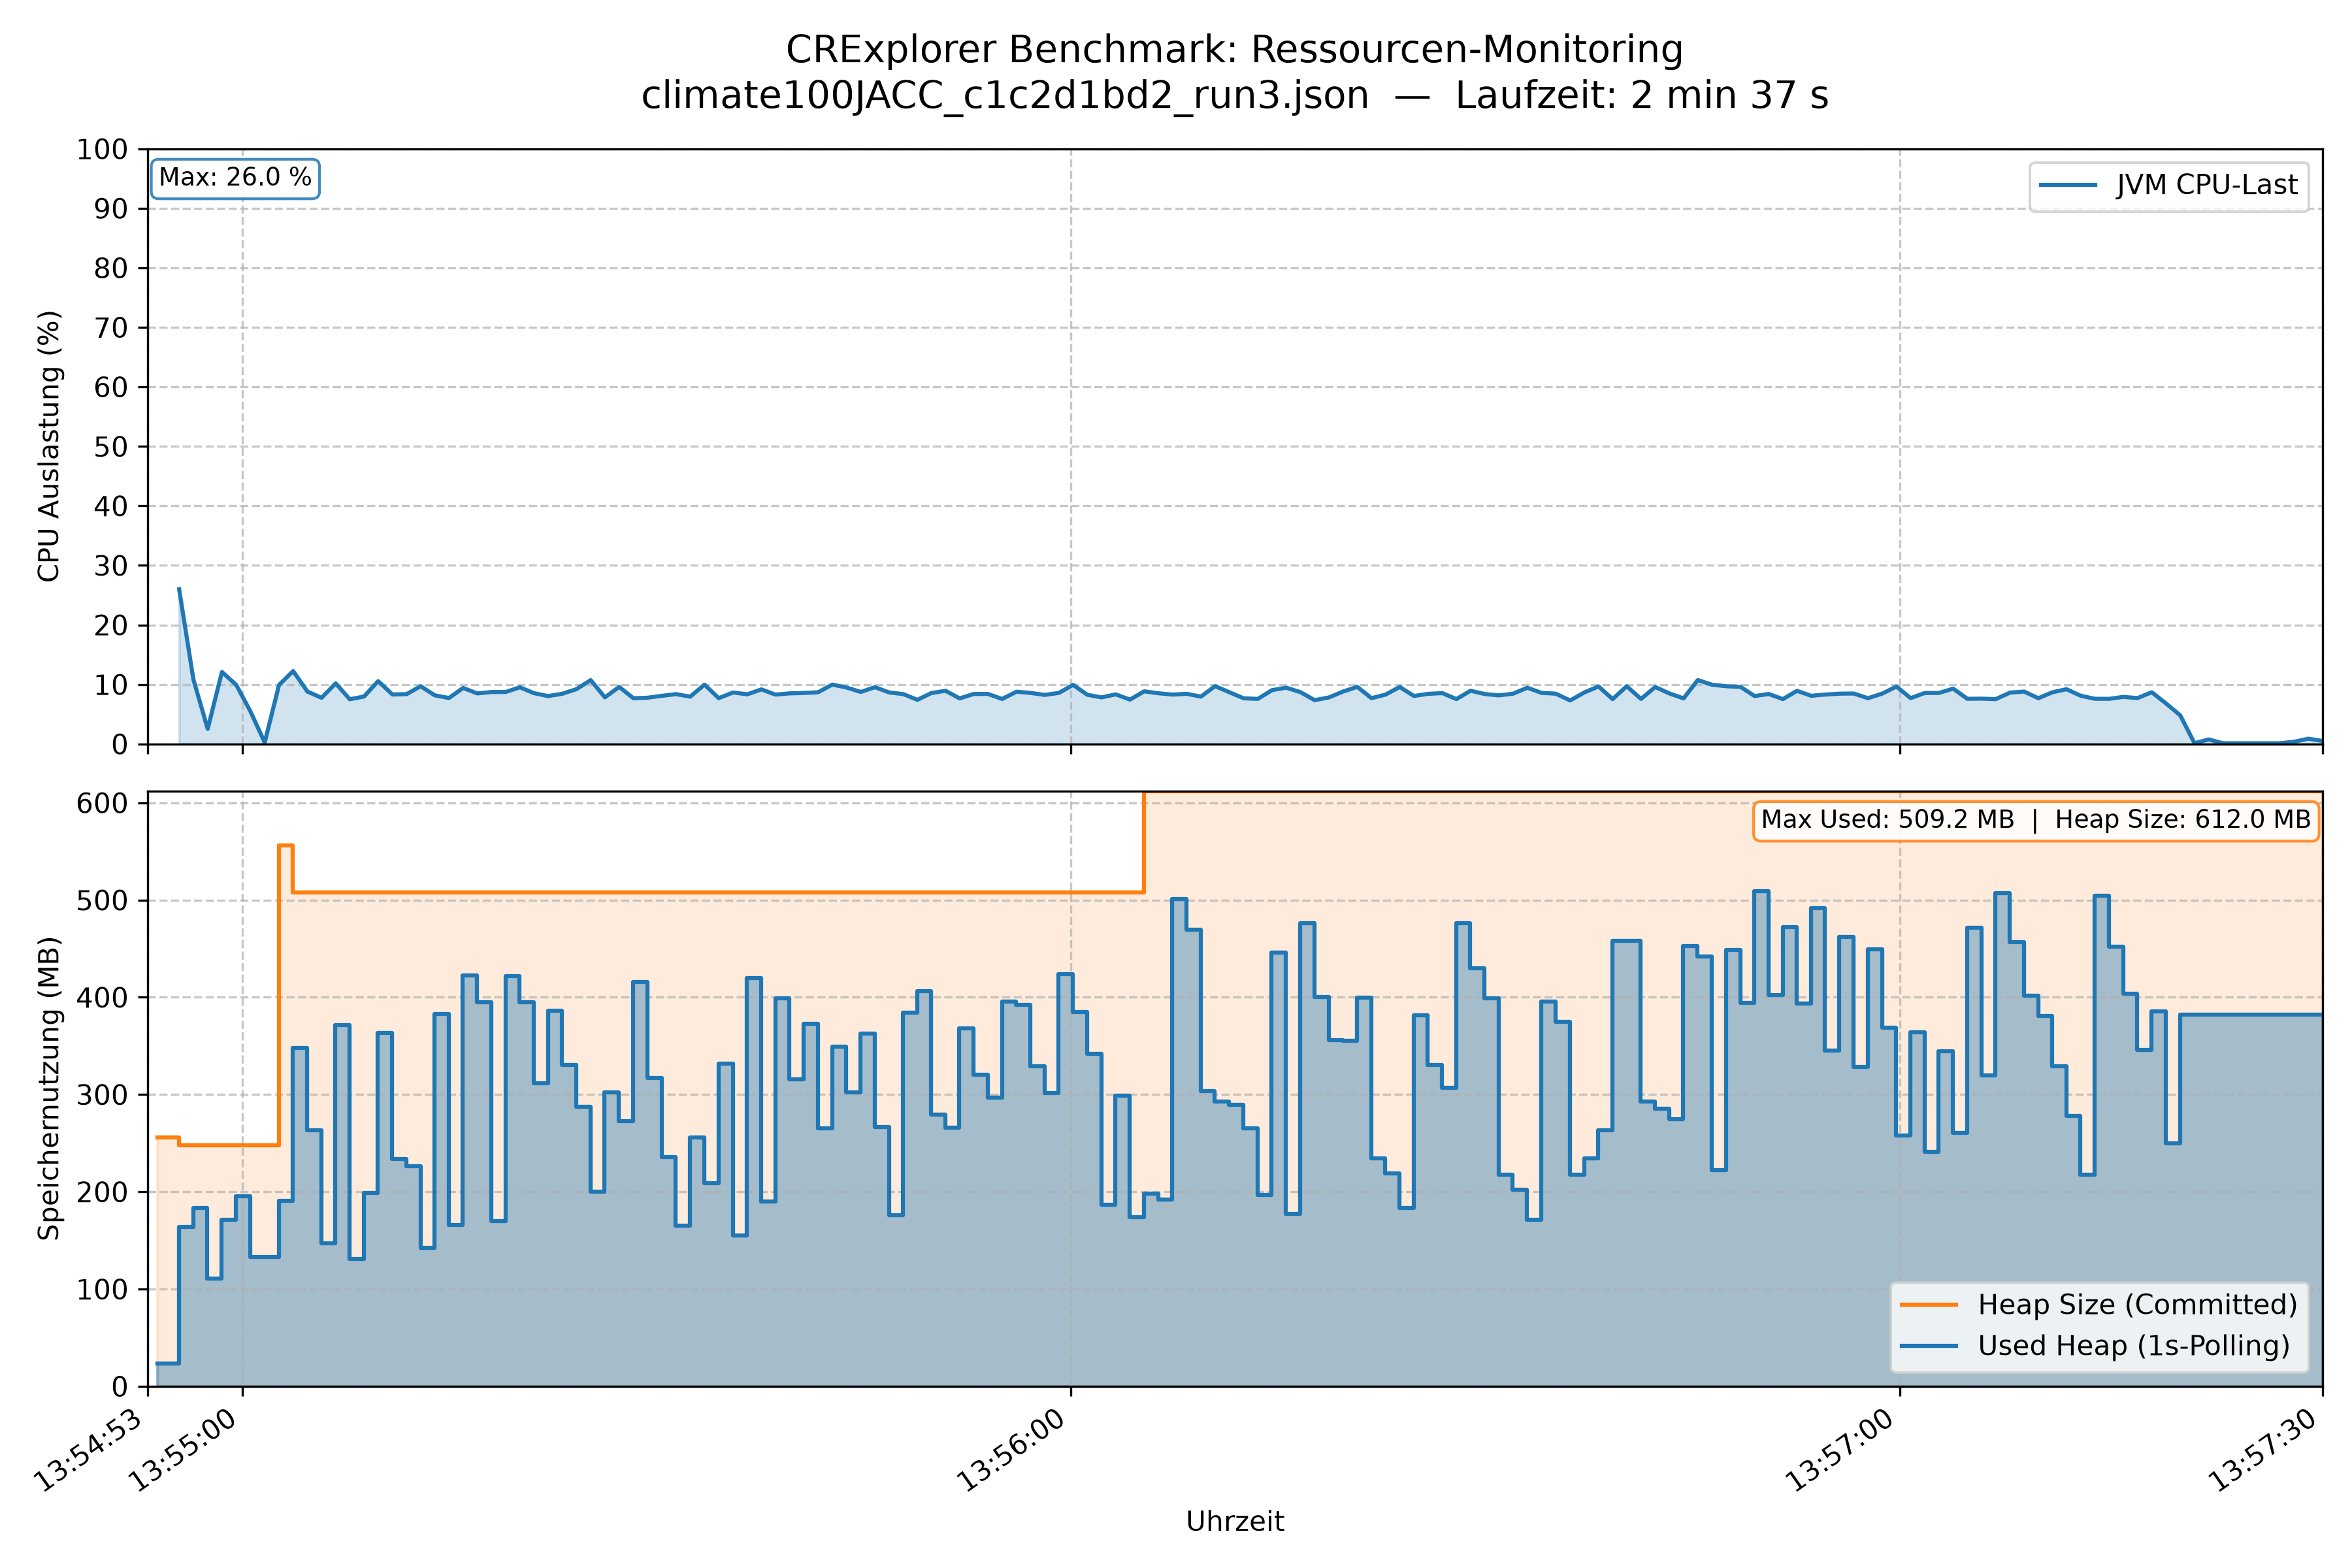 CRExplorer Benchmark: Ressourcen-Monitoring
climate100JACC_c1c2d1bd2_run3.json — Laufzeit: 2 min 37 s
100
90
80
70
60
50
40
30
20
10
0
CPU Auslastung (%)
Max: 26.0 %
JVM CPU-Last
600
500
400
300
200
100
0
Speichernutzung (MB)
Max Used: 509.2 MB | Heap Size: 612.0 MB
Heap Size (Committed)
Used Heap (1s-Polling)
13:54:53
13:55:00
13:56:00
13:57:00
13:57:30
Uhrzeit